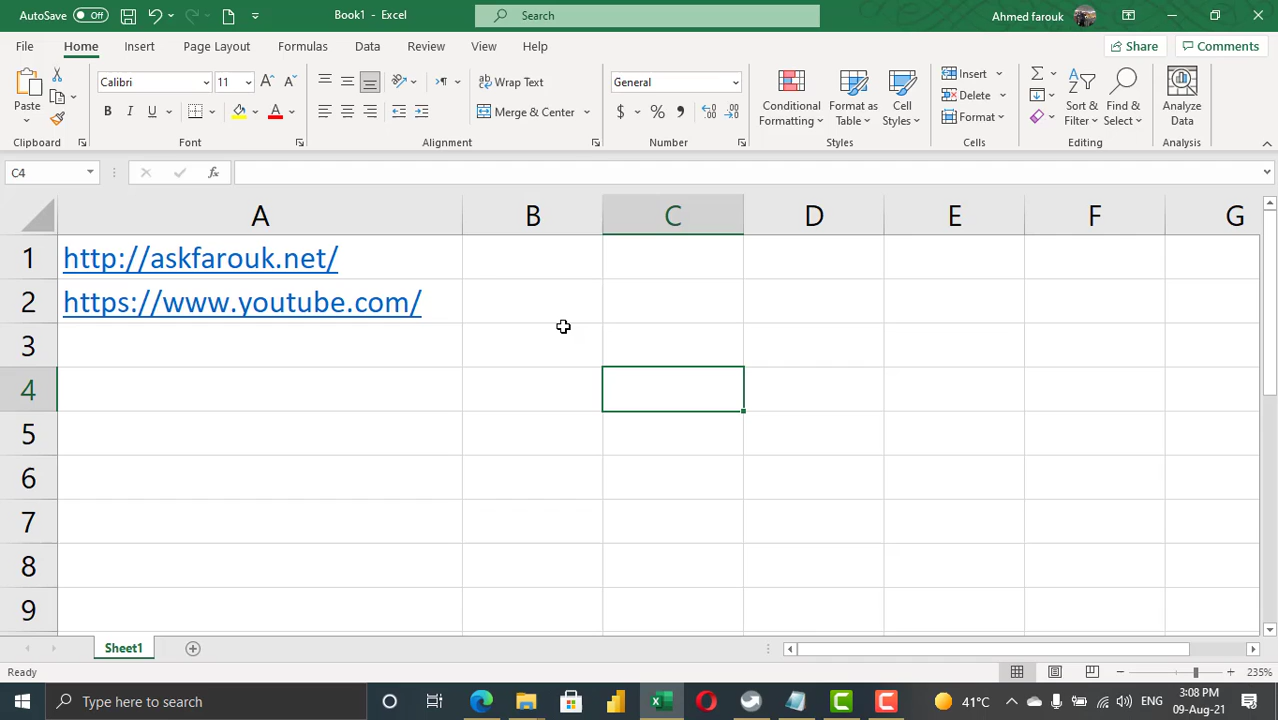 AutoSave Off Book1 - Excel Search Ahmed farouk
File Home Insert Page Layout Formulas Data Review View Help Share Comments
Paste Calibri 11 Wrap Text General Conditional Formatting Format as Table Cell Styles Insert Sort & Filter Find & Select Analyze Data
B I U Merge & Center $ % Delete
Format
Clipboard Font Alignment Number Styles Cells Editing Analysis
C4 fx
A B C D E F G
1 http://askfarouk.net/
2 https://www.youtube.com/
3
4
5
6
7
8
9
Sheet1
Ready 235%
Type here to search 41°C ENG 3:08 PM
09-Aug-21